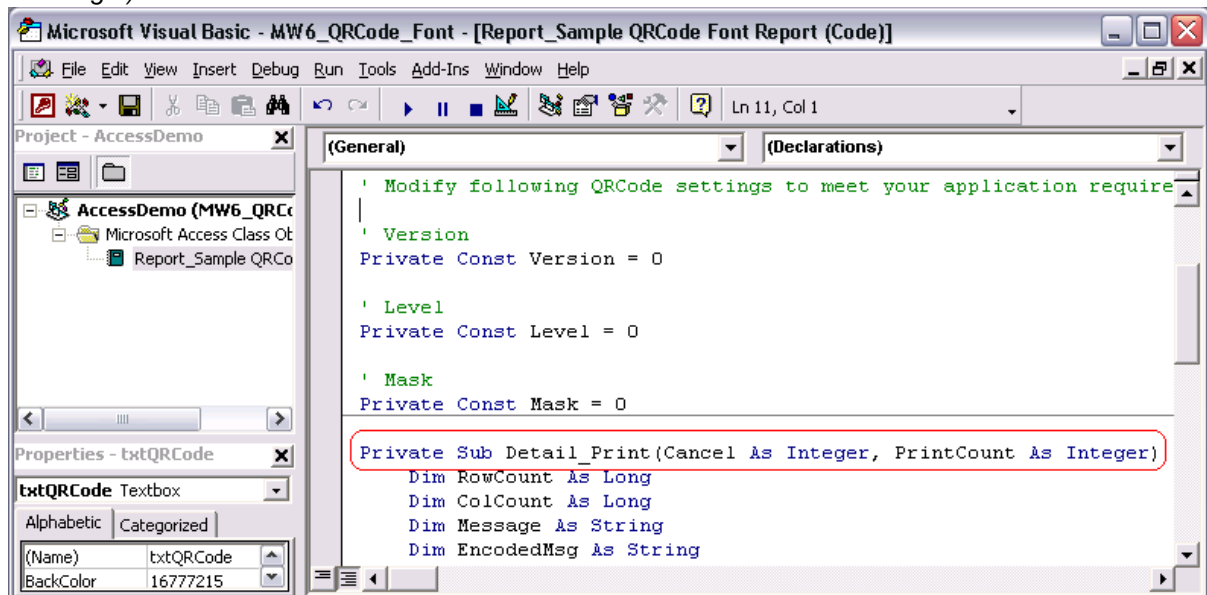 Microsoft Visual Basic - MW6_QRCode_Font - [Report_Sample QRCode Font Report (Code)]
File Edit View Insert Debug Run Tools Add-Ins Window Help
Ln 11, Col 1
Project - AccessDemo
(General) (Declarations)
AccessDemo (MW6_QRCo
Microsoft Access Class Ob
Report_Sample QRCo
' Modify following QRCode settings to meet your application require
' Version
Private Const Version = 0
' Level
Private Const Level = 0
' Mask
Private Const Mask = 0
Private Sub Detail_Print(Cancel As Integer, PrintCount As Integer)
Dim RowCount As Long
Dim ColCount As Long
Dim Message As String
Dim EncodedMsg As String
Properties - txtQRCode
txtQRCode Textbox
Alphabetic Categorized
(Name) txtQRCode
BackColor 16777215